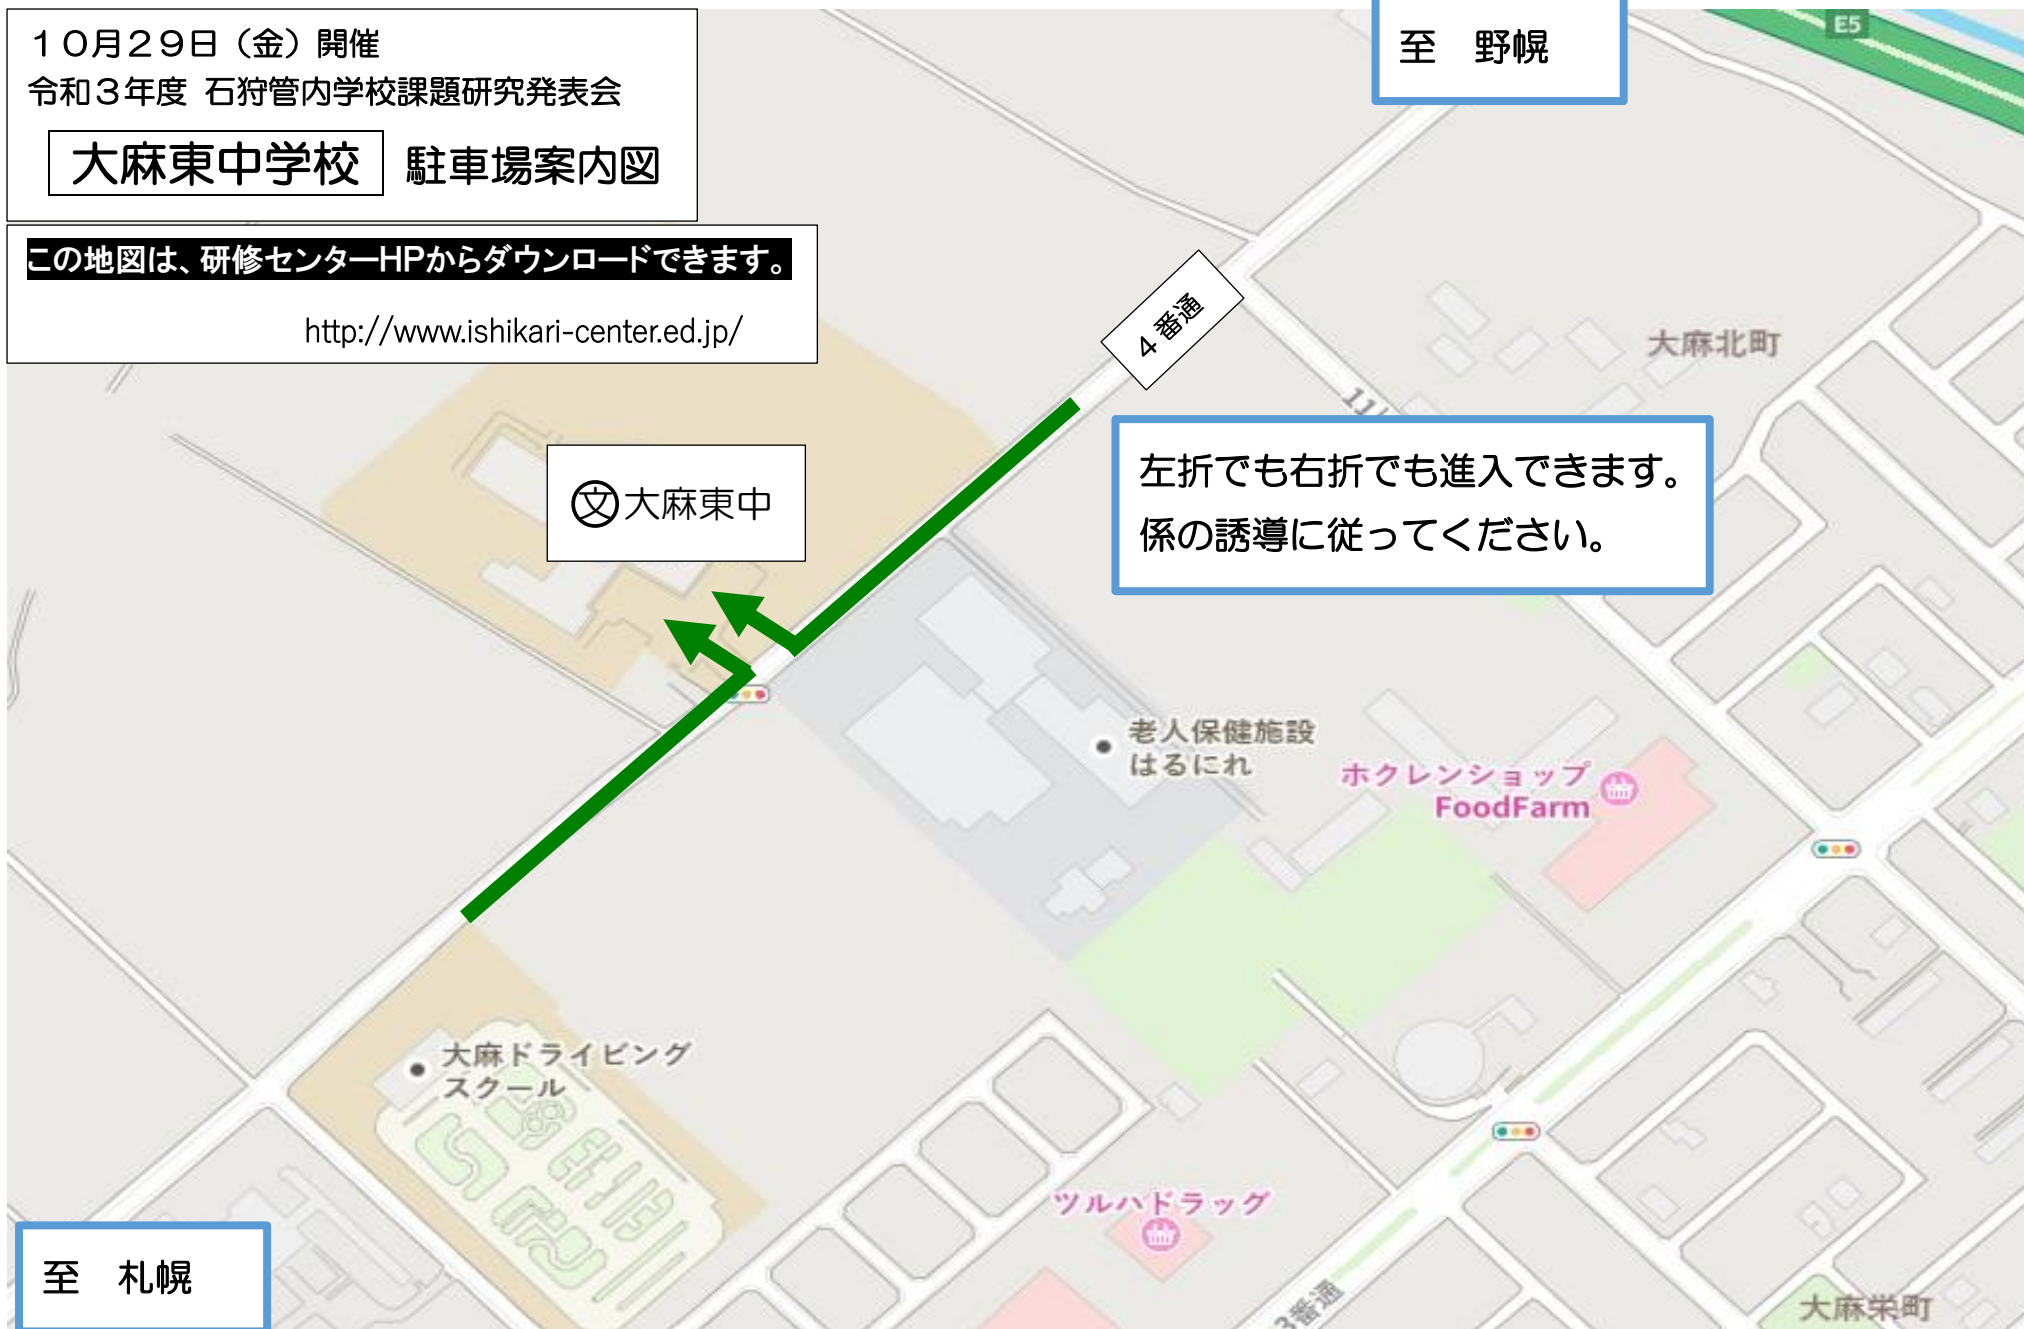 10月29日（金）開催
令和3年度 石狩管内学校課題研究発表会
大麻東中学校 駐車場案内図
この地図は、研修センターHPからダウンロードできます。
http://www.ishikari-center.ed.jp/
至　野幌
E5
4番通
大麻北町
左折でも右折でも進入できます。
係の誘導に従ってください。
文大麻東中
老人保健施設
はるにれ
ホクレンショップ
FoodFarm
大麻ドライビング
スクール
ツルハドラッグ
至　札幌
3番通
大麻栄町